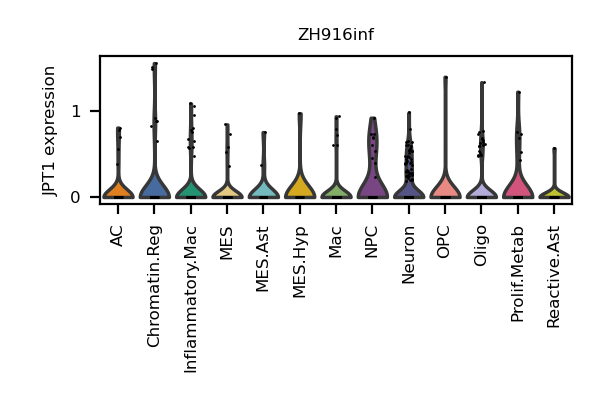 ZH916inf
JPT1 expression
1
0
AC
Chromatin.Reg
Inflammatory.Mac
MES
MES.Ast
MES.Hyp
Mac
NPC
Neuron
OPC
Oligo
Prolif.Metab
Reactive.Ast